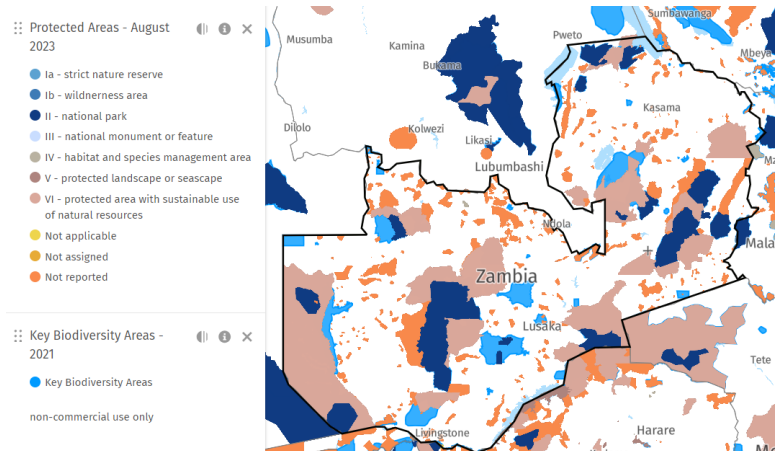 Protected Areas - August
2023
Ia - strict nature reserve
Ib - wildnerness area
II - national park
III - national monument or feature
IV - habitat and species management area
V - protected landscape or seascape
VI - protected area with sustainable use
of natural resources
Not applicable
Not assigned
Not reported
Key Biodiversity Areas -
2021
Key Biodiversity Areas
non-commercial use only
Sumbawanga
Musumba
Pweto
Kamina
Mbeya
Bukama
Kasama
Dilolo
Kolwezi
Likasi
Mz
Lubumbashi
Ndola
Mala
Zambia
Lusaka
Tete
Livingstone
Harare
Mo